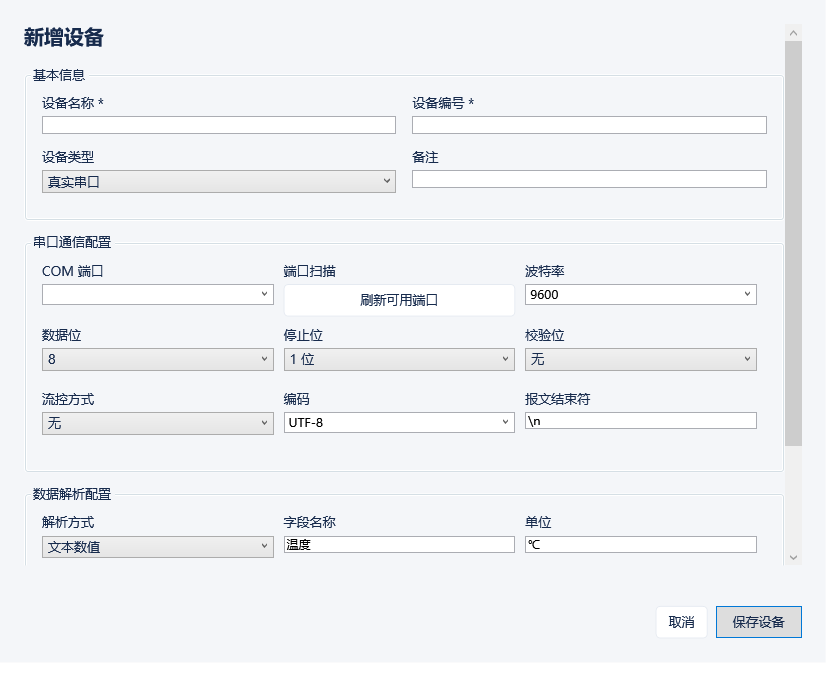 新增设备
基本信息
设备名称 * 设备编号 *
设备类型 备注
真实串口
串口通信配置
COM 端口 端口扫描 波特率
刷新可用端口 9600
数据位 停止位 校验位
8 1 位 无
流控方式 编码 报文结束符
无 UTF-8 \n
数据解析配置
解析方式 字段名称 单位
文本数值 温度 ℃
取消 保存设备